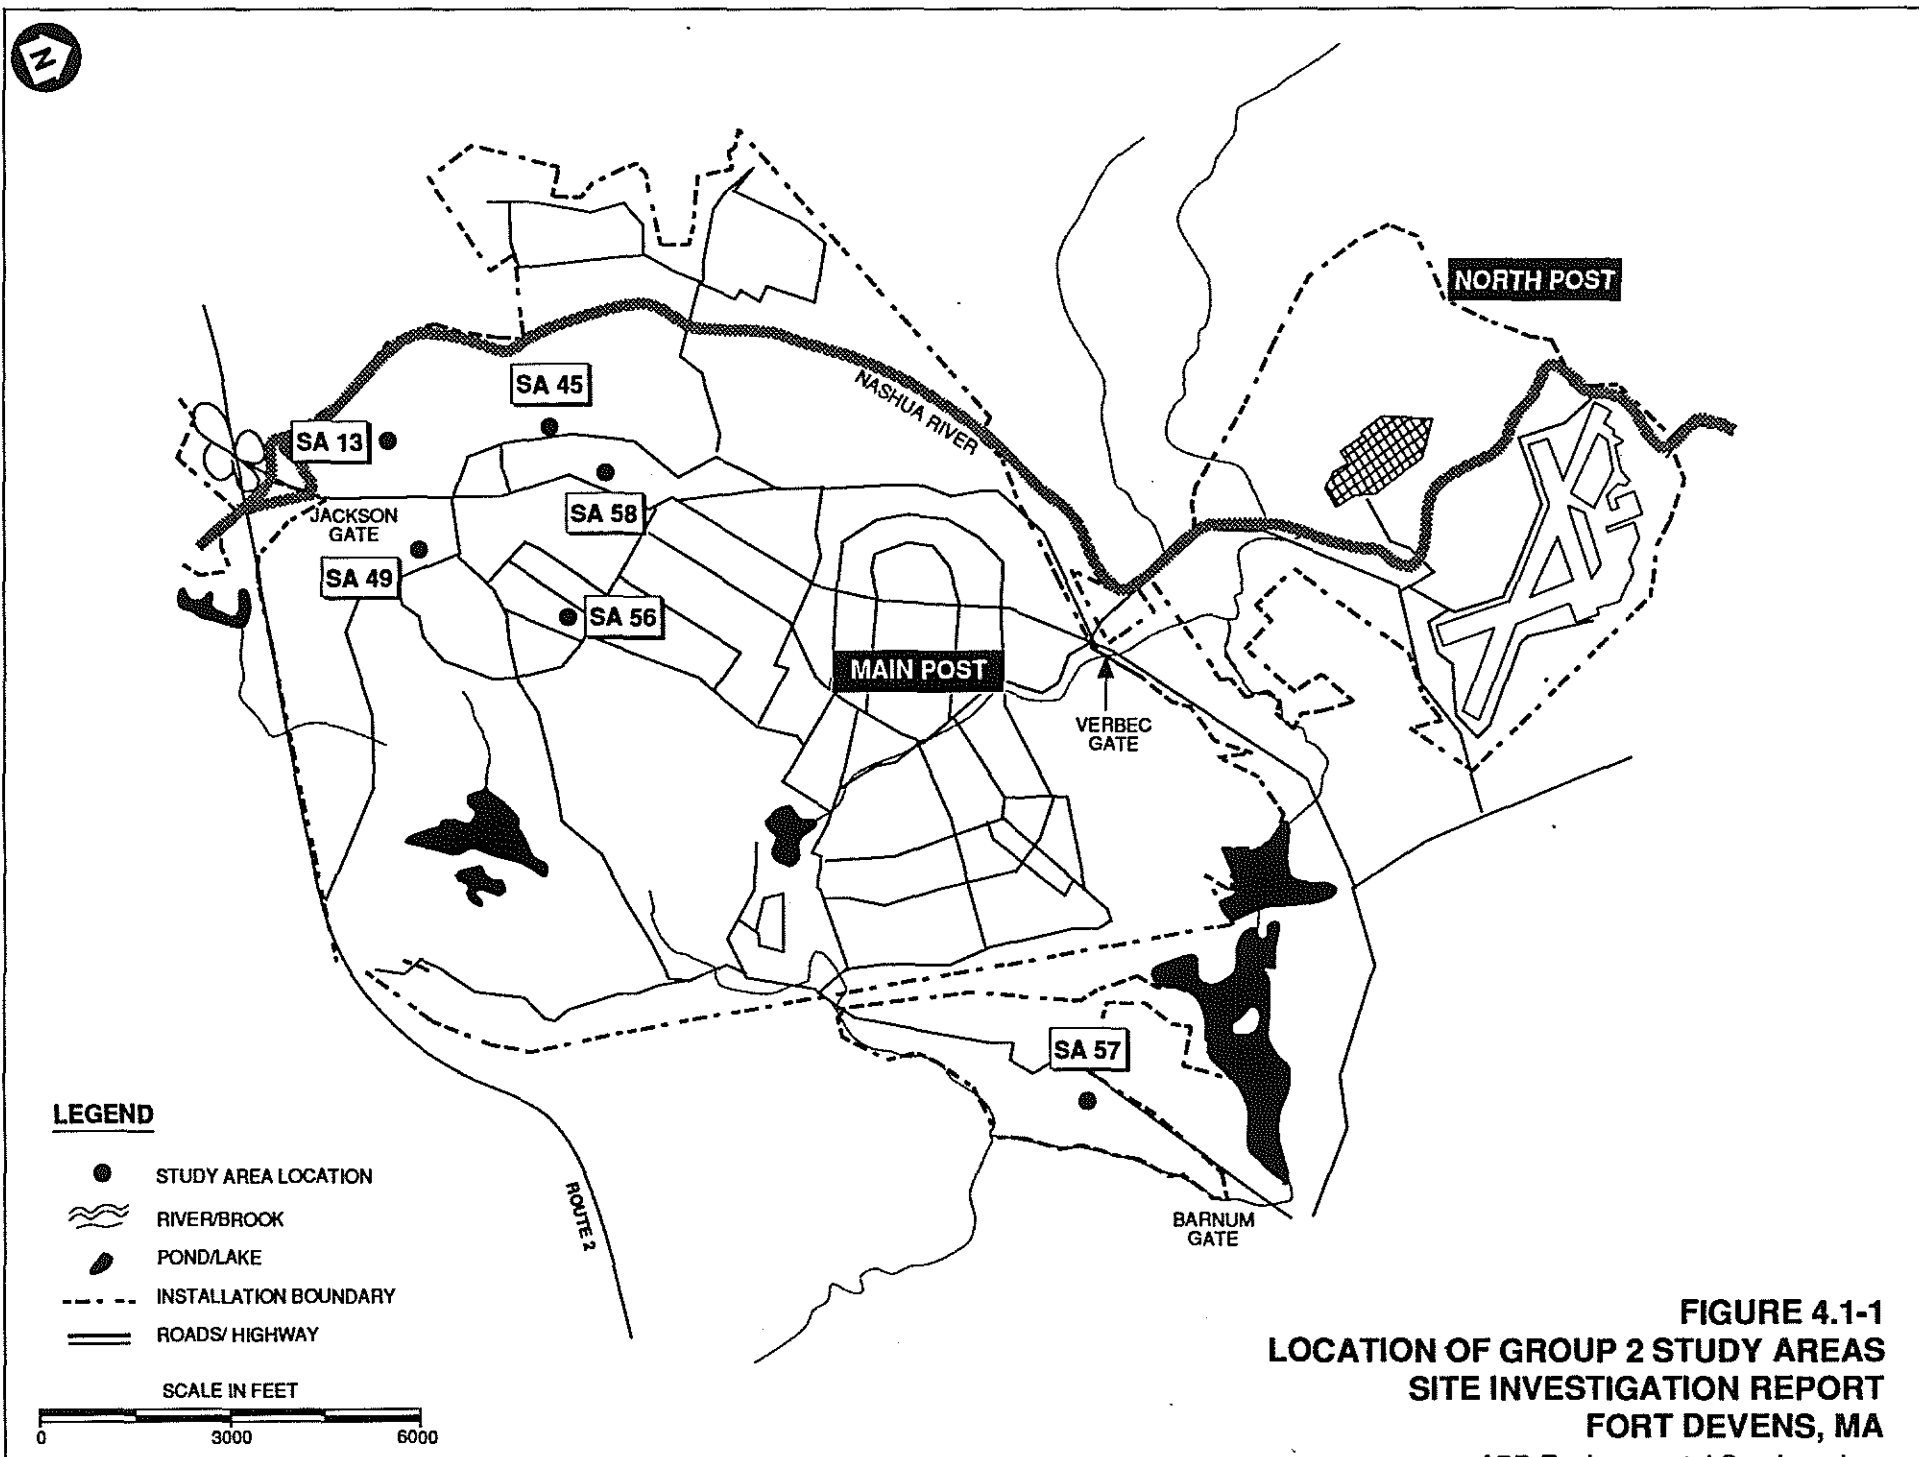 N
NORTH POST
SA 45
NASHUA RIVER
SA 13
JACKSON
GATE
SA 58
SA 49
SA 56
MAIN POST
VERBEC
GATE
SA 57
BARNUM
GATE
ROUTE 2
LEGEND
STUDY AREA LOCATION
RIVER/BROOK
POND/LAKE
INSTALLATION BOUNDARY
ROADS/ HIGHWAY
SCALE IN FEET
0 3000 6000
FIGURE 4.1-1
LOCATION OF GROUP 2 STUDY AREAS
SITE INVESTIGATION REPORT
FORT DEVENS, MA